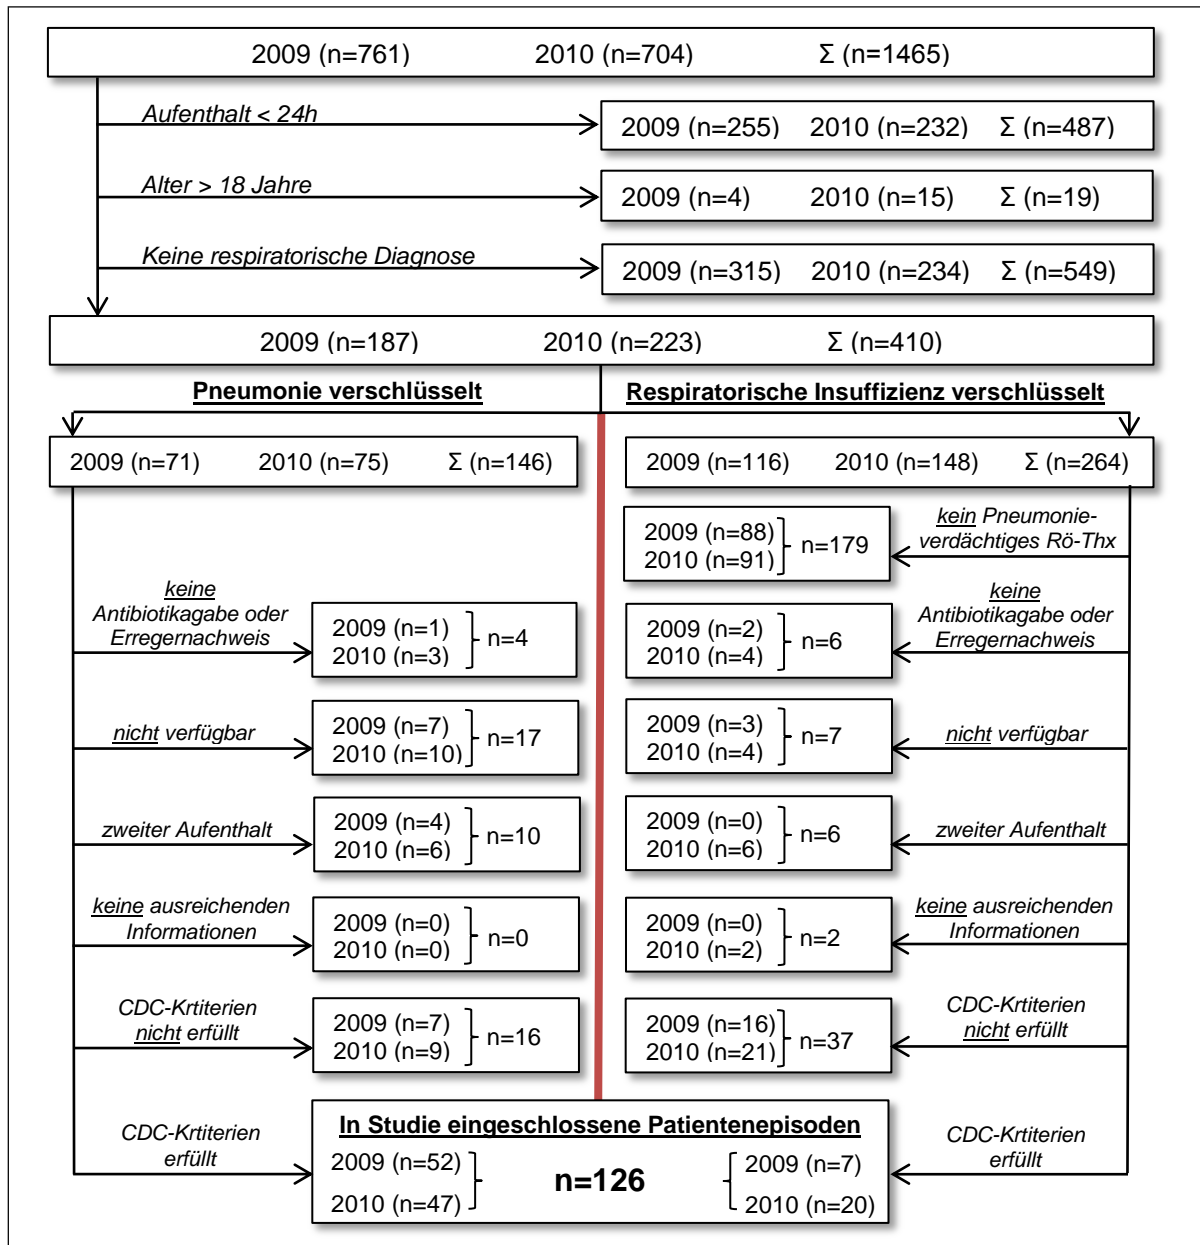 2009 (n=761) 2010 (n=704) Σ (n=1465)
Aufenthalt < 24h
2009 (n=255) 2010 (n=232) Σ (n=487)
Alter > 18 Jahre
2009 (n=4) 2010 (n=15) Σ (n=19)
Keine respiratorische Diagnose
2009 (n=315) 2010 (n=234) Σ (n=549)
2009 (n=187) 2010 (n=223) Σ (n=410)
Pneumonie verschlüsselt
Respiratorische Insuffizienz verschlüsselt
2009 (n=71) 2010 (n=75) Σ (n=146)
2009 (n=116) 2010 (n=148) Σ (n=264)
2009 (n=88)
2010 (n=91)
n=179
kein Pneumonie-
verdächtiges Rö-Thx
keine
Antibiotikagabe oder
Erregernachweis
2009 (n=1)
2010 (n=3)
n=4
2009 (n=2)
2010 (n=4)
n=6
keine
Antibiotikagabe oder
Erregernachweis
nicht verfügbar
2009 (n=7)
2010 (n=10)
n=17
2009 (n=3)
2010 (n=4)
n=7
nicht verfügbar
zweiter Aufenthalt
2009 (n=4)
2010 (n=6)
n=10
2009 (n=0)
2010 (n=6)
n=6
zweiter Aufenthalt
keine ausreichenden
Informationen
2009 (n=0)
2010 (n=0)
n=0
2009 (n=0)
2010 (n=2)
n=2
keine ausreichenden
Informationen
CDC-Krtiterien
nicht erfüllt
2009 (n=7)
2010 (n=9)
n=16
2009 (n=16)
2010 (n=21)
n=37
CDC-Krtiterien
nicht erfüllt
CDC-Krtiterien
erfüllt
In Studie eingeschlossene Patientenepisoden
2009 (n=52)
2010 (n=47)
n=126
2009 (n=7)
2010 (n=20)
CDC-Krtiterien
erfüllt